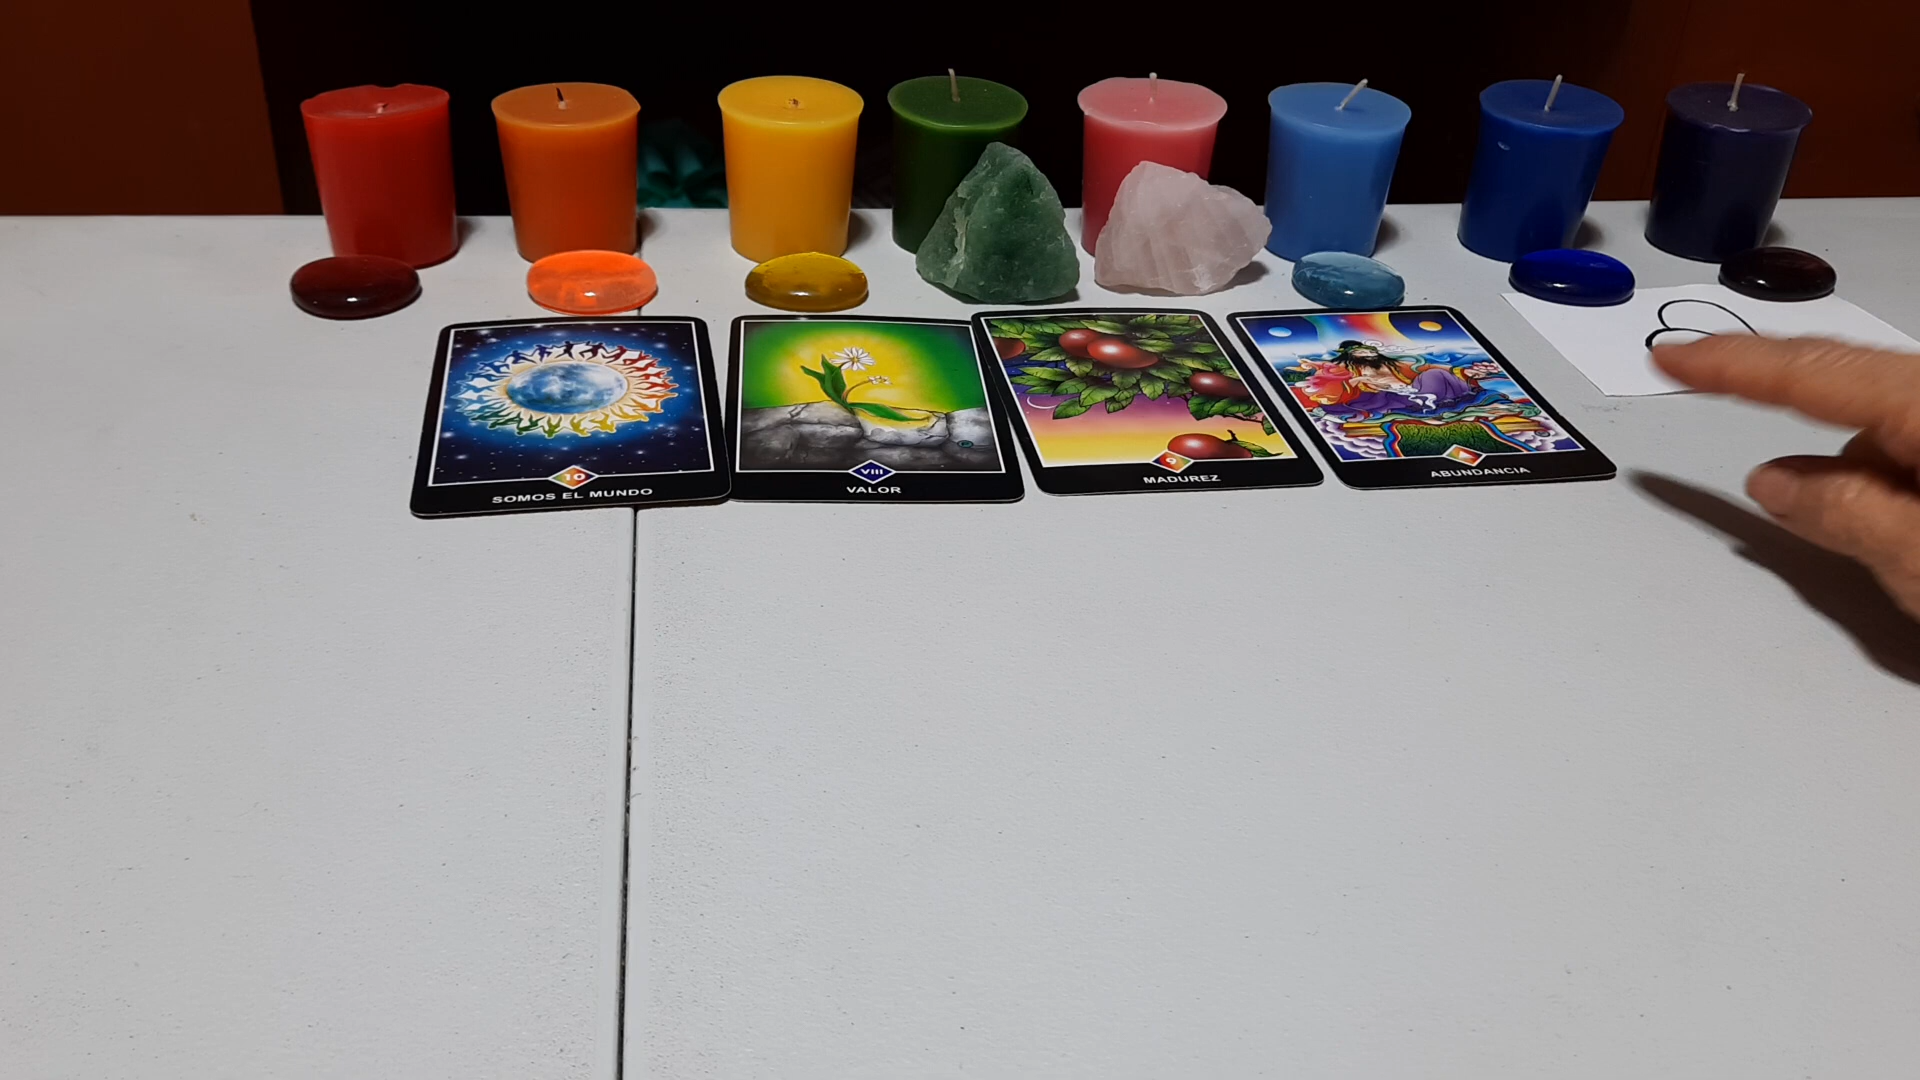 10
SOMOS EL MUNDO
VIII
VALOR
9
MADUREZ
ABUNDANCIA